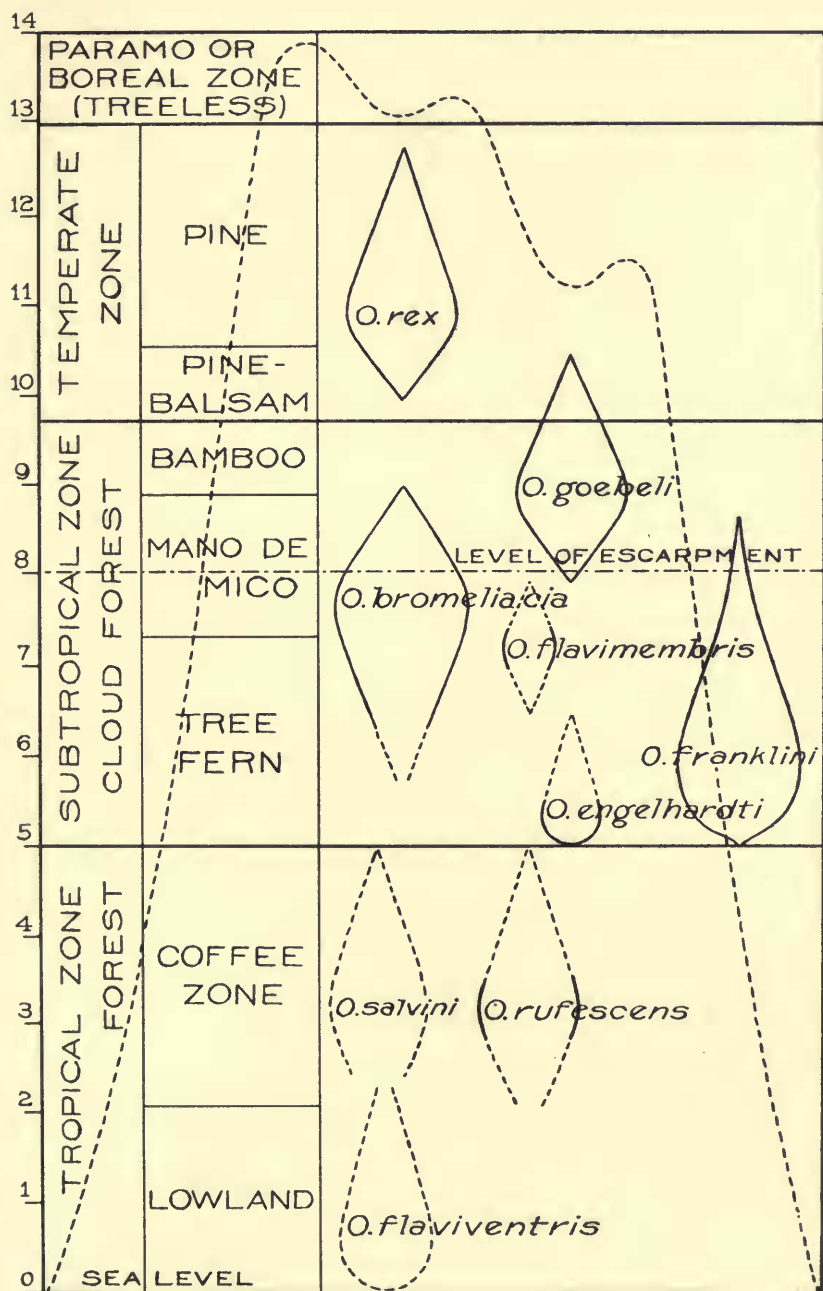 14
PARAMO OR
BOREAL ZONE
(TREELESS)
13
TEMPERATE
ZONE
12
PINE
11
O. rex
PINE-
BALSAM
10
SUBTROPICAL ZONE
CLOUD FOREST
BAMBOO
9
O. goebeli
MANO DE
MICO
LEVEL OF ESCARPMENT
8
O. bromeliacia
O. flavimembris
7
TREE
FERN
6
O. franklini
O. engelhardti
5
TROPICAL ZONE
FOREST
4
COFFEE
ZONE
3
O. salvini
O. rufescens
2
LOWLAND
1
O. flaviventris
0
SEA LEVEL